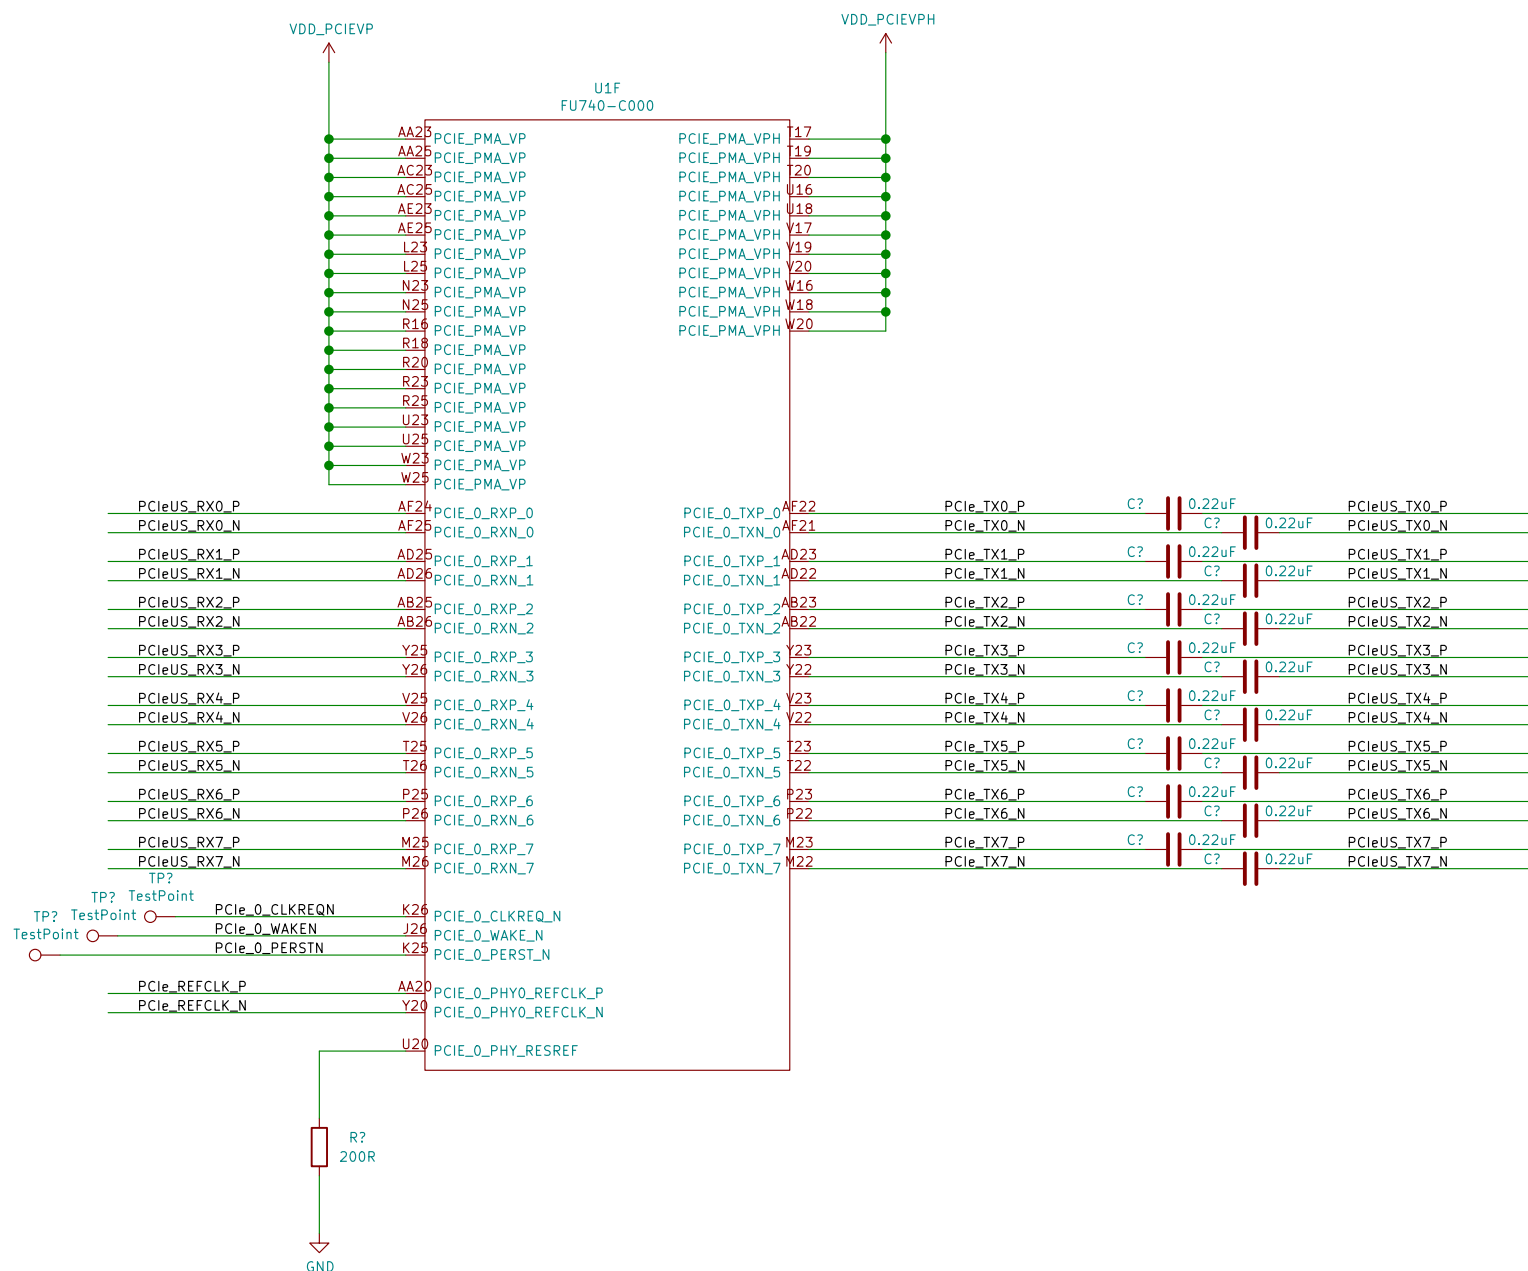 VDD_PCIEVP
VDD_PCIEVPH
U1F
FU740-C000
AA23 PCIE_PMA_VP PCIE_PMA_VPH T17
AA25 PCIE_PMA_VP PCIE_PMA_VPH T19
AC23 PCIE_PMA_VP PCIE_PMA_VPH T20
AC25 PCIE_PMA_VP PCIE_PMA_VPH U16
AE23 PCIE_PMA_VP PCIE_PMA_VPH U18
AE25 PCIE_PMA_VP PCIE_PMA_VPH V17
L23 PCIE_PMA_VP PCIE_PMA_VPH V19
L25 PCIE_PMA_VP PCIE_PMA_VPH V20
N23 PCIE_PMA_VP PCIE_PMA_VPH W16
N25 PCIE_PMA_VP PCIE_PMA_VPH W18
R16 PCIE_PMA_VP PCIE_PMA_VPH W20
R18 PCIE_PMA_VP
R20 PCIE_PMA_VP
R23 PCIE_PMA_VP
R25 PCIE_PMA_VP
U23 PCIE_PMA_VP
U25 PCIE_PMA_VP
W23 PCIE_PMA_VP
W25 PCIE_PMA_VP
PCIeUS_RX0_P AF24 PCIE_0_RXP_0 PCIE_0_TXP_0 AF22 PCIe_TX0_P C? 0.22uF PCIeUS_TX0_P
PCIeUS_RX0_N AF25 PCIE_0_RXN_0 PCIE_0_TXN_0 AF21 PCIe_TX0_N C? 0.22uF PCIeUS_TX0_N
PCIeUS_RX1_P AD25 PCIE_0_RXP_1 PCIE_0_TXP_1 AD23 PCIe_TX1_P C? 0.22uF PCIeUS_TX1_P
PCIeUS_RX1_N AD26 PCIE_0_RXN_1 PCIE_0_TXN_1 AD22 PCIe_TX1_N C? 0.22uF PCIeUS_TX1_N
PCIeUS_RX2_P AB25 PCIE_0_RXP_2 PCIE_0_TXP_2 AB23 PCIe_TX2_P C? 0.22uF PCIeUS_TX2_P
PCIeUS_RX2_N AB26 PCIE_0_RXN_2 PCIE_0_TXN_2 AB22 PCIe_TX2_N C? 0.22uF PCIeUS_TX2_N
PCIeUS_RX3_P Y25 PCIE_0_RXP_3 PCIE_0_TXP_3 Y23 PCIe_TX3_P C? 0.22uF PCIeUS_TX3_P
PCIeUS_RX3_N Y26 PCIE_0_RXN_3 PCIE_0_TXN_3 Y22 PCIe_TX3_N C? 0.22uF PCIeUS_TX3_N
PCIeUS_RX4_P V25 PCIE_0_RXP_4 PCIE_0_TXP_4 V23 PCIe_TX4_P C? 0.22uF PCIeUS_TX4_P
PCIeUS_RX4_N V26 PCIE_0_RXN_4 PCIE_0_TXN_4 V22 PCIe_TX4_N C? 0.22uF PCIeUS_TX4_N
PCIeUS_RX5_P T25 PCIE_0_RXP_5 PCIE_0_TXP_5 T23 PCIe_TX5_P C? 0.22uF PCIeUS_TX5_P
PCIeUS_RX5_N T26 PCIE_0_RXN_5 PCIE_0_TXN_5 T22 PCIe_TX5_N C? 0.22uF PCIeUS_TX5_N
PCIeUS_RX6_P P25 PCIE_0_RXP_6 PCIE_0_TXP_6 P23 PCIe_TX6_P C? 0.22uF PCIeUS_TX6_P
PCIeUS_RX6_N P26 PCIE_0_RXN_6 PCIE_0_TXN_6 P22 PCIe_TX6_N C? 0.22uF PCIeUS_TX6_N
PCIeUS_RX7_P M25 PCIE_0_RXP_7 PCIE_0_TXP_7 M23 PCIe_TX7_P C? 0.22uF PCIeUS_TX7_P
PCIeUS_RX7_N M26 PCIE_0_RXN_7 PCIE_0_TXN_7 M22 PCIe_TX7_N C? 0.22uF PCIeUS_TX7_N
TP?
TestPoint
TP?
TestPoint
TP?
TestPoint
PCIe_0_CLKREQN K26 PCIE_0_CLKREQ_N
PCIe_0_WAKEN J26 PCIE_0_WAKE_N
PCIe_0_PERSTN K25 PCIE_0_PERST_N
PCIe_REFCLK_P AA20 PCIE_0_PHY0_REFCLK_P
PCIe_REFCLK_N Y20 PCIE_0_PHY0_REFCLK_N
U20 PCIE_0_PHY_RESREF
R?
200R
GND